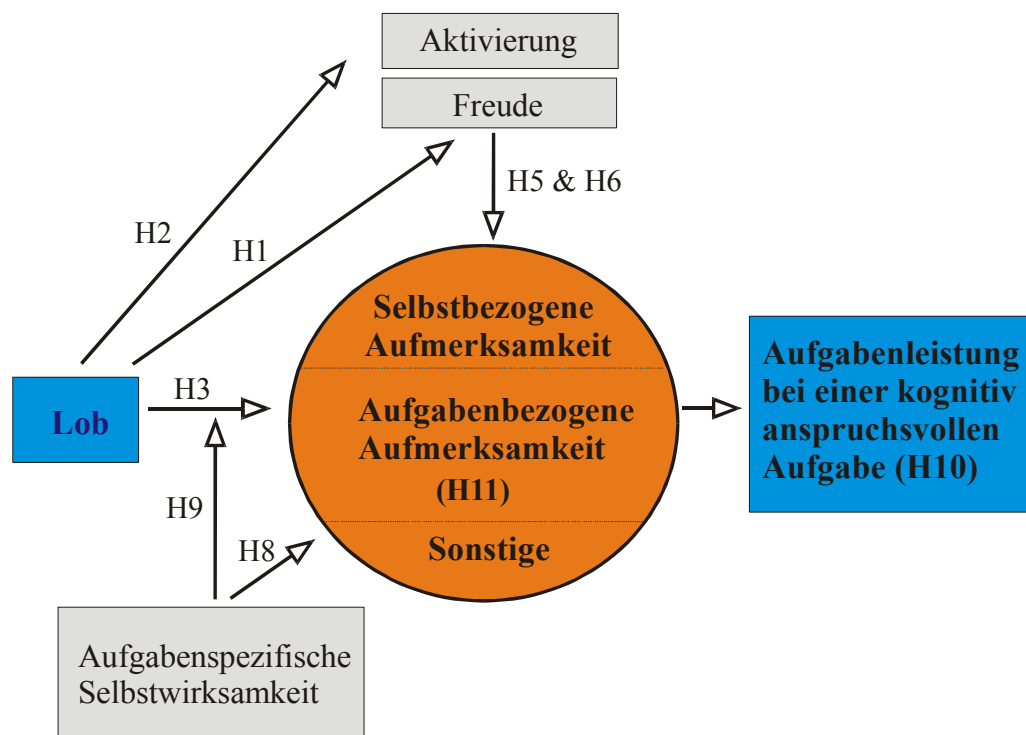 Aktivierung
Freude
H5 & H6
H2
H1
Selbstbezogene
Aufmerksamkeit
Lob
H3
Aufgabenbezogene
Aufmerksamkeit
(H11)
Sonstige
Aufgabenleistung
bei einer kognitiv
anspruchsvollen
Aufgabe (H10)
H9
H8
Aufgabenspezifische
Selbstwirksamkeit